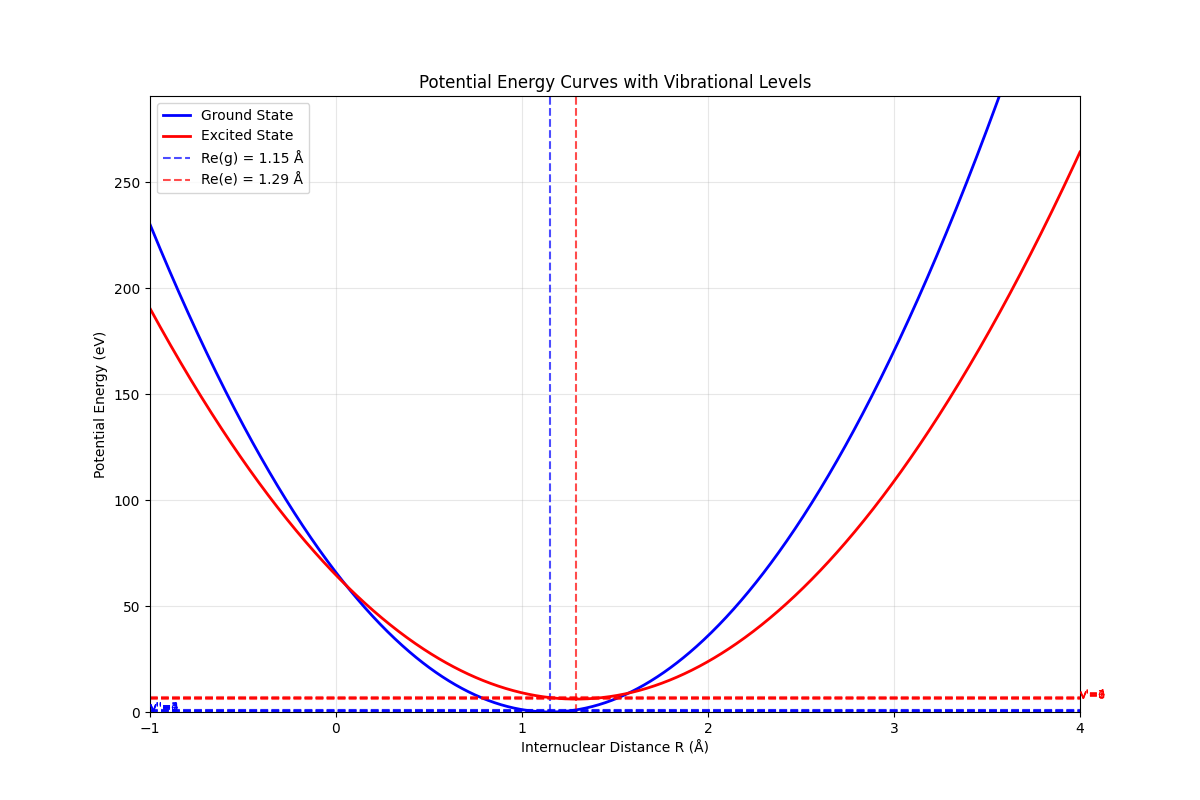 Potential Energy Curves with Vibrational Levels
Ground State
Excited State
Re(g) = 1.15 Å
Re(e) = 1.29 Å
Potential Energy (eV)
250
200
150
100
50
0
−1
0
1
2
3
4
Internuclear Distance R (Å)